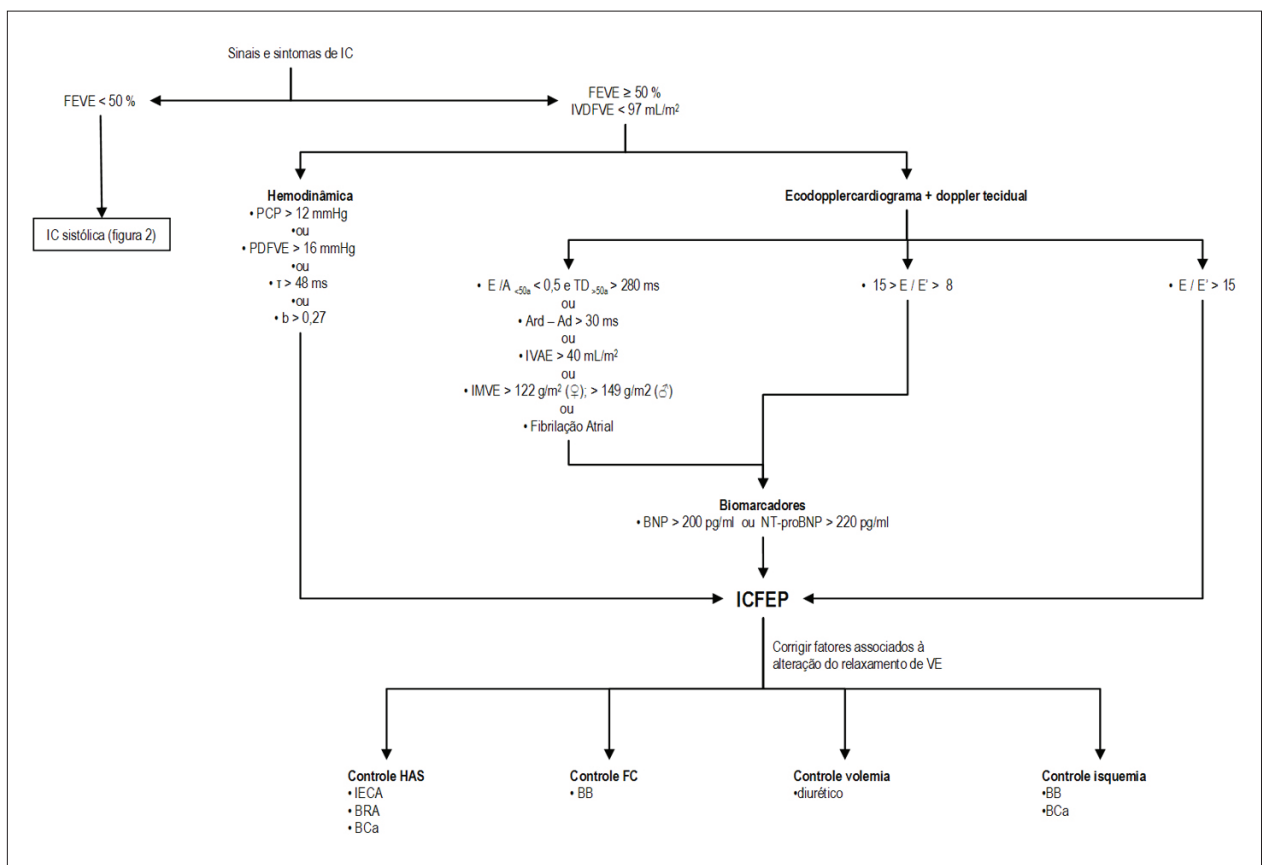 Sinais e sintomas de IC
FEVE < 50 %
FEVE ≥ 50 %
IVDFVE < 97 mL/m²
IC sistólica (figura 2)
Hemodinâmica
• PCP > 12 mmHg
•ou
• PDFVE > 16 mmHg
•ou
• τ > 48 ms
•ou
• b > 0,27
Ecodopplercardiograma + doppler tecidual
• E /A <50a < 0,5 e TD >50a > 280 ms
ou
• Ard – Ad > 30 ms
ou
• IVAE > 40 mL/m²
ou
• IMVE > 122 g/m² (♀); > 149 g/m2 (♂)
ou
• Fibrilação Atrial
• 15 > E / E' > 8
• E / E' > 15
Biomarcadores
• BNP > 200 pg/ml ou NT-proBNP > 220 pg/ml
ICFEP
Corrigir fatores associados à
alteração do relaxamento de VE
Controle HAS
• IECA
• BRA
• BCa
Controle FC
• BB
Controle volemia
•diurético
Controle isquemia
•BB
•BCa